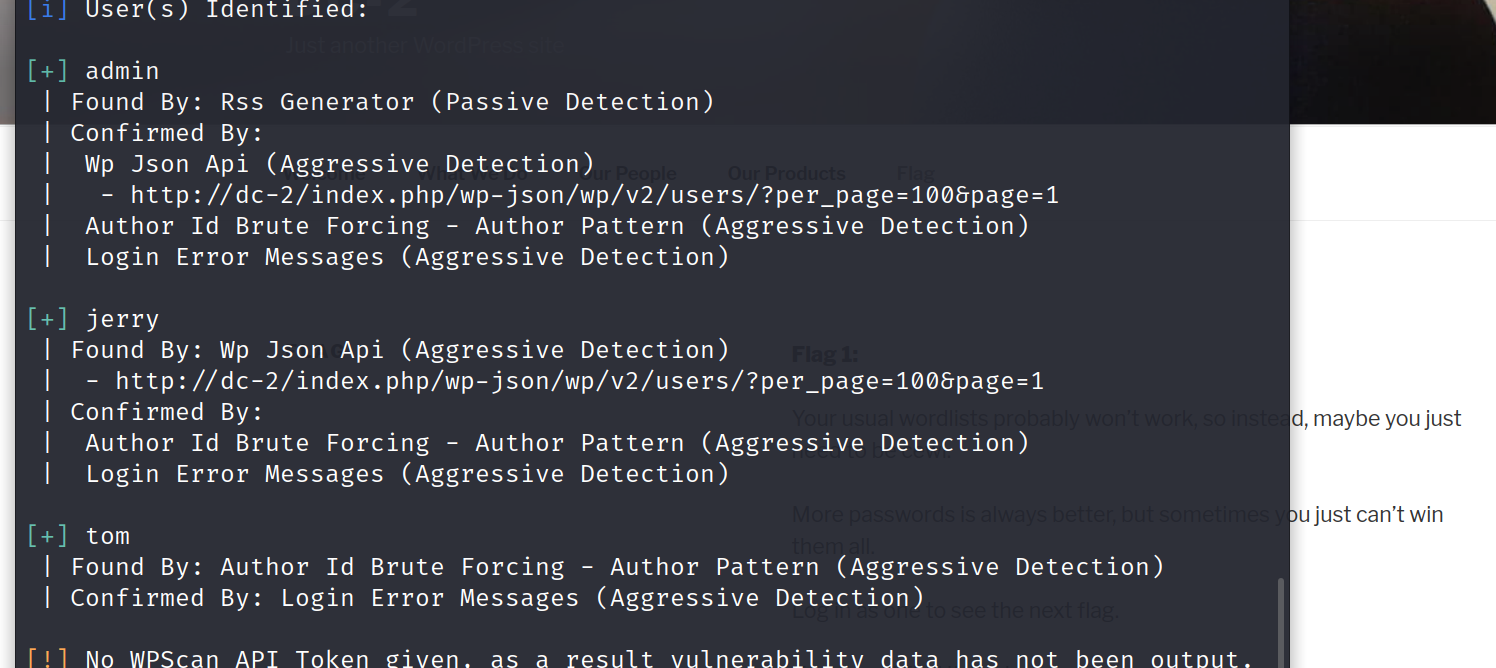 [i] User(s) Identified:
Just another WordPress site
[+] admin
| Found By: Rss Generator (Passive Detection)
| Confirmed By:
|  Wp Json Api (Aggressive Detection)
Welcome What We Do Our People Our Products Flag
|   - http://dc-2/index.php/wp-json/wp/v2/users/?per_page=100&page=1
|  Author Id Brute Forcing - Author Pattern (Aggressive Detection)
|  Login Error Messages (Aggressive Detection)
[+] jerry
| Found By: Wp Json Api (Aggressive Detection)
Flag 1:
|  - http://dc-2/index.php/wp-json/wp/v2/users/?per_page=100&page=1
| Confirmed By:
Your usual wordlists probably won’t work, so instead, maybe you just
|  Author Id Brute Forcing - Author Pattern (Aggressive Detection)
|  Login Error Messages (Aggressive Detection)
More passwords is always better, but sometimes you just can’t win
[+] tom
them all.
| Found By: Author Id Brute Forcing - Author Pattern (Aggressive Detection)
| Confirmed By: Login Error Messages (Aggressive Detection)
Log in as one to see the next flag.
[!] No WPScan API Token given, as a result vulnerability data has not been output.